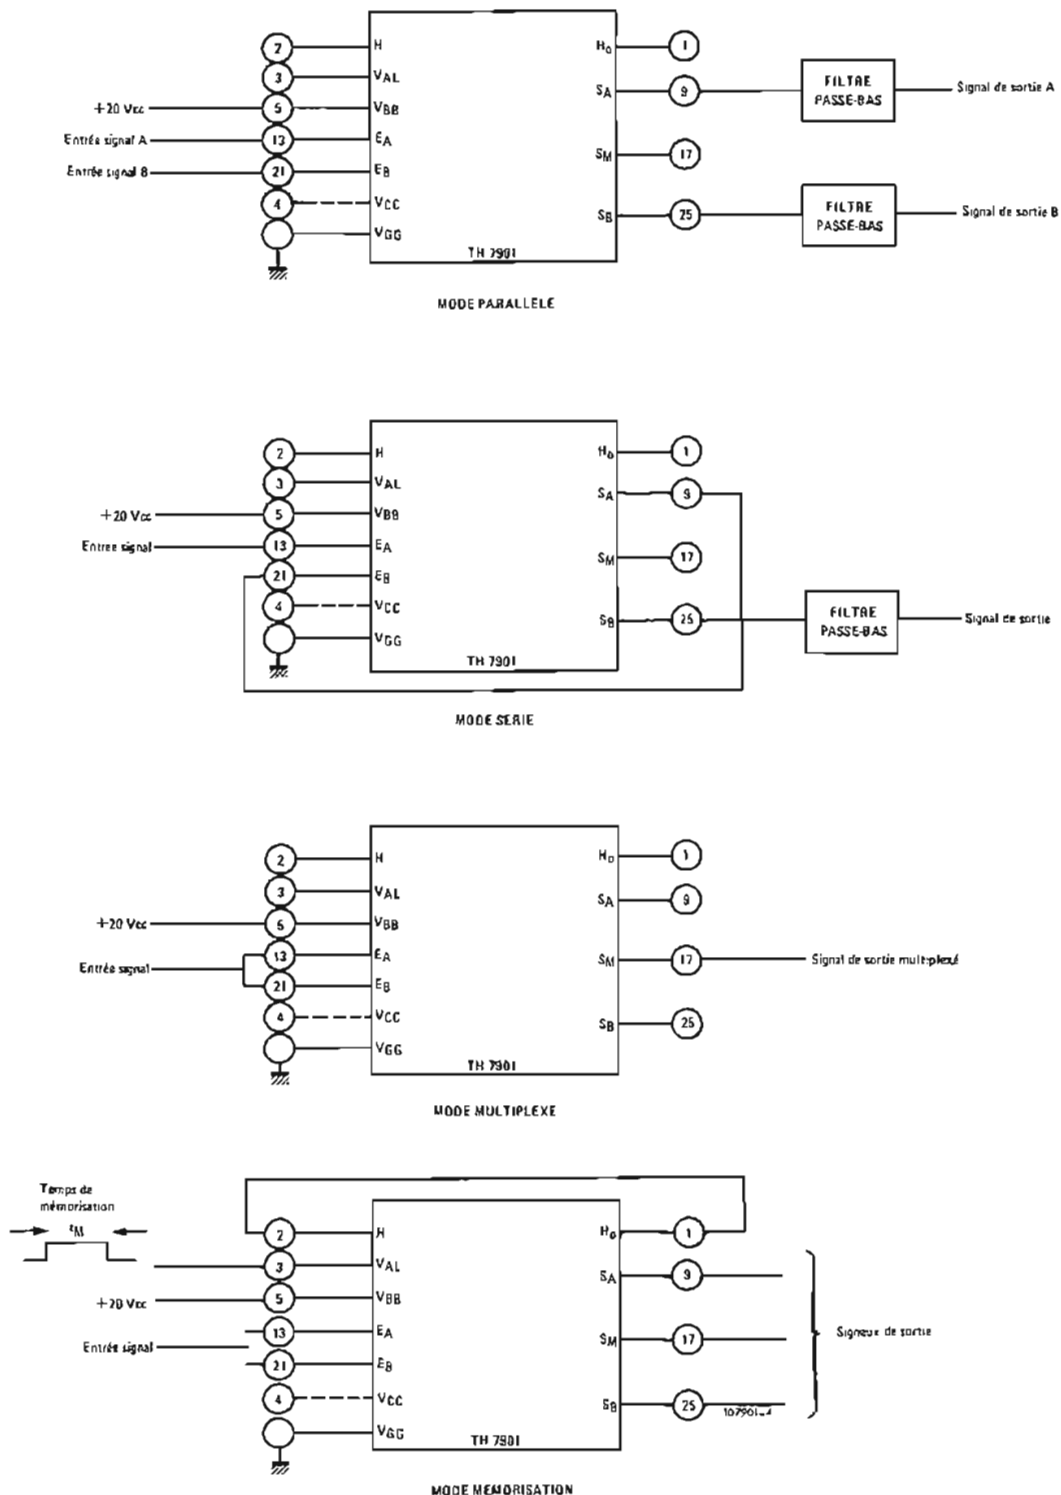 2 H H₀ 1
3 VAL SA 9 FILTRE PASSE-BAS Signal de sortie A
+20 Vcc 5 VBB
Entrée signal A 13 EA SM 17
Entrée signal B 21 EB
4 VCC SB 25 FILTRE PASSE-BAS Signal de sortie B
VGG
TH 7901
MODE PARALLELE
2 H H₀ 1
3 VAL SA 9
+20 Vcc 5 VBB
Entree signal 13 EA SM 17
21 EB
4 VCC SB 25 FILTRE PASSE-BAS Signal de sortie
VGG
TH 7901
MODE SERIE
2 H H₀ 1
3 VAL SA 9
+20 Vcc 5 VBB
Entrée signal 13 EA SM 17 Signal de sortie multiplexé
21 EB
4 VCC SB 25
VGG
TH 7901
MODE MULTIPLEXE
Temps de
mémorisation
tM
2 H H₀ 1
3 VAL SA 9
+20 Vcc 5 VBB
13 EA SM 17 Signaux de sortie
Entrée signal
21 EB
4 VCC SB 25
VGG
TH 7901
MODE MEMORISATION